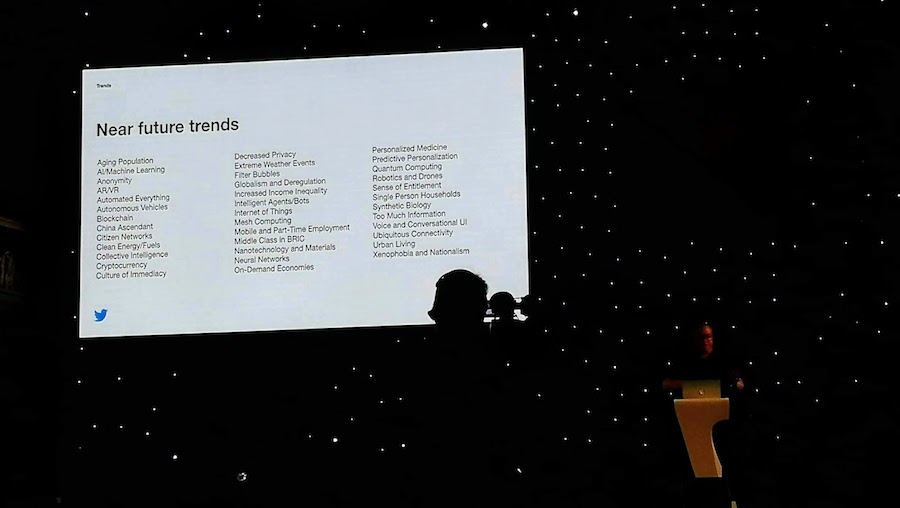 Trends
Near future trends
Aging Population
AI/Machine Learning
Anonymity
AR/VR
Automated Everything
Autonomous Vehicles
Blockchain
China Ascendant
Citizen Networks
Clean Energy/Fuels
Collective Intelligence
Cryptocurrency
Culture of Immediacy
Decreased Privacy
Extreme Weather Events
Filter Bubbles
Globalism and Deregulation
Increased Income Inequality
Intelligent Agents/Bots
Internet of Things
Mesh Computing
Mobile and Part-Time Employment
Middle Class in BRIC
Nanotechnology and Materials
Neural Networks
On-Demand Economies
Personalized Medicine
Predictive Personalization
Quantum Computing
Robotics and Drones
Sense of Entitlement
Single Person Households
Synthetic Biology
Too Much Information
Voice and Conversational UI
Ubiquitous Connectivity
Urban Living
Xenophobia and Nationalism